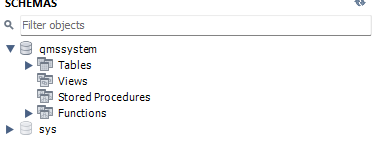 SCHEMAS
Filter objects
qmssystem
Tables
Views
Stored Procedures
Functions
sys